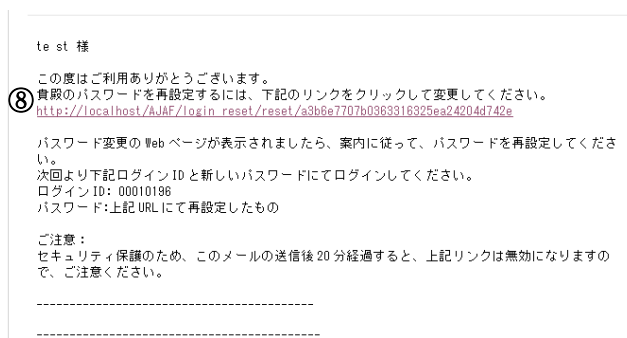 te st 様
この度はご利用ありがとうございます。
⑧
貴殿のパスワードを再設定するには、下記のリンクをクリックして変更してください。
http://localhost/AJAF/login_reset/reset/a3b6e7707b0363316325ea24204d742e
パスワード変更の Web ページが表示されましたら、案内に従って、パスワードを再設定してくださ
い。
次回より下記ログイン ID と新しいパスワードにてログインしてください。
ログイン ID: 00010196
パスワード:上記 URL にて再設定したもの
ご注意：
セキュリティ保護のため、このメールの送信後 20 分経過すると、上記リンクは無効になりますの
で、ご注意ください。
------------------------------------------
-------------------------------------------